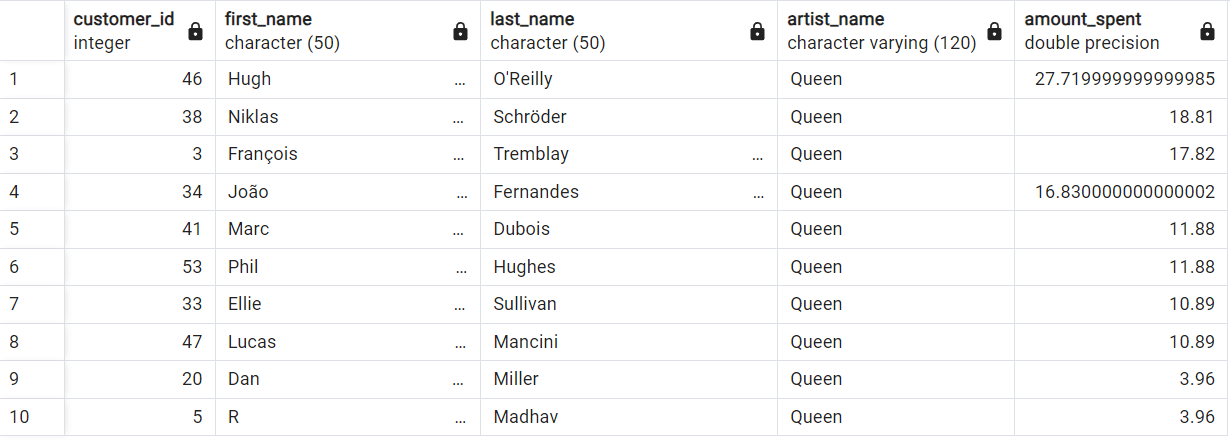 customer_id first_name last_name artist_name amount_spent
integer character (50) character (50) character varying (120) double precision
1 46 Hugh ... O'Reilly Queen 27.719999999999985
2 38 Niklas ... Schröder Queen 18.81
3 3 François ... Tremblay ... Queen 17.82
4 34 João ... Fernandes ... Queen 16.830000000000002
5 41 Marc ... Dubois Queen 11.88
6 53 Phil ... Hughes Queen 11.88
7 33 Ellie ... Sullivan Queen 10.89
8 47 Lucas ... Mancini Queen 10.89
9 20 Dan ... Miller Queen 3.96
10 5 R ... Madhav Queen 3.96